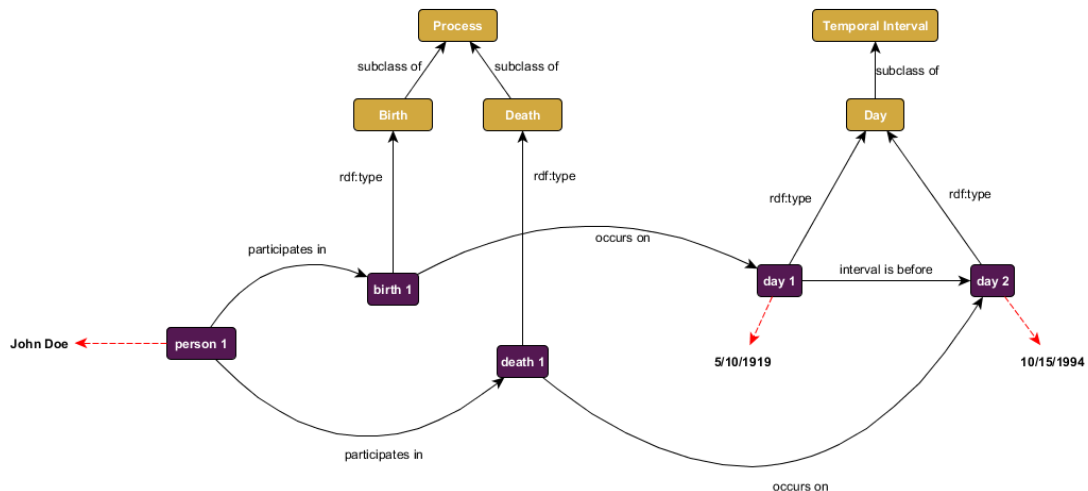 Process
Temporal Interval
subclass of
subclass of
subclass of
Birth
Death
Day
rdf:type
rdf:type
rdf:type
rdf:type
participates in
occurs on
interval is before
birth 1
day 1
day 2
John Doe
person 1
death 1
5/10/1919
10/15/1994
participates in
occurs on